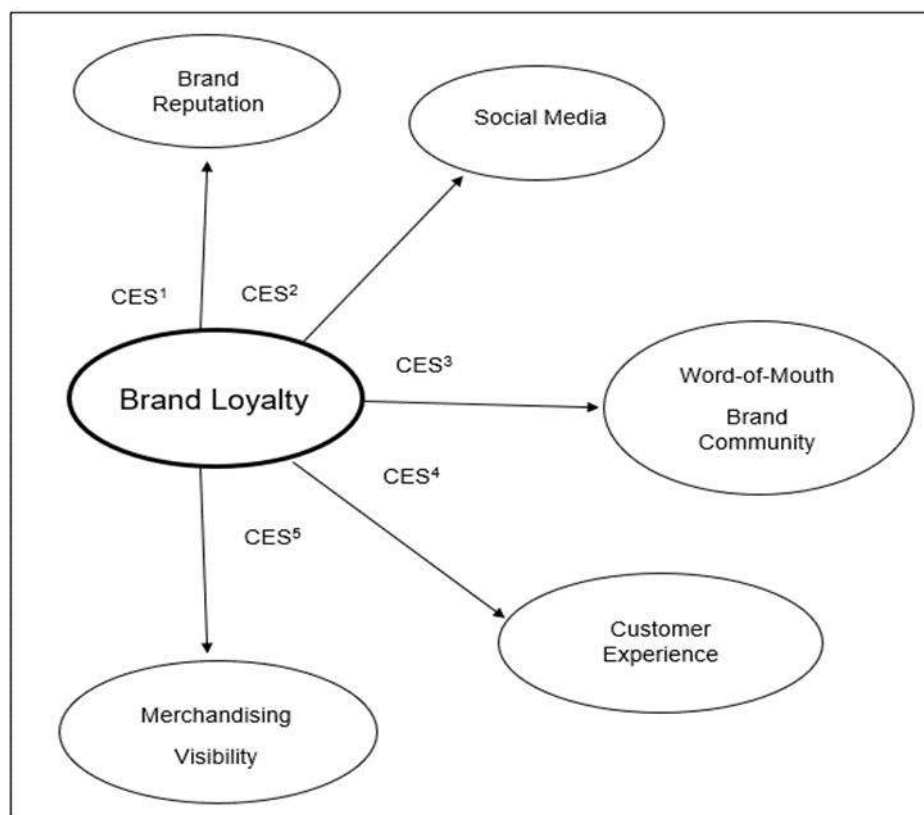 Brand
Reputation
Social Media
CES¹
CES²
CES³
Brand Loyalty
Word-of-Mouth
Brand
Community
CES⁴
CES⁵
Customer
Experience
Merchandising
Visibility